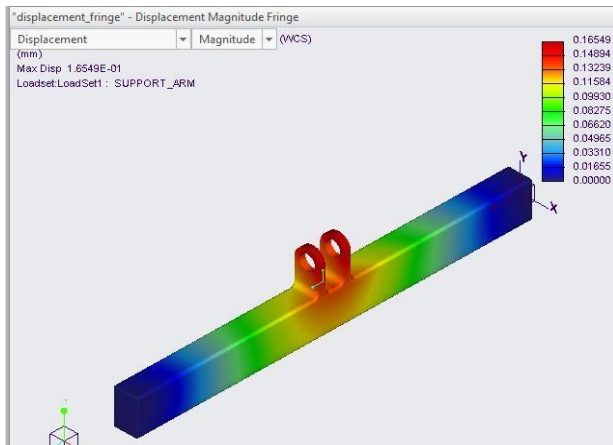 "displacement_fringe" - Displacement Magnitude Fringe
Displacement Magnitude (WCS)
(mm)
Max Disp 1.6549E-01
Loadset:LoadSet1 : SUPPORT_ARM
0.16549
0.14894
0.13239
0.11584
0.09930
0.08275
0.06620
0.04965
0.03310
0.01655
0.00000
Y
X